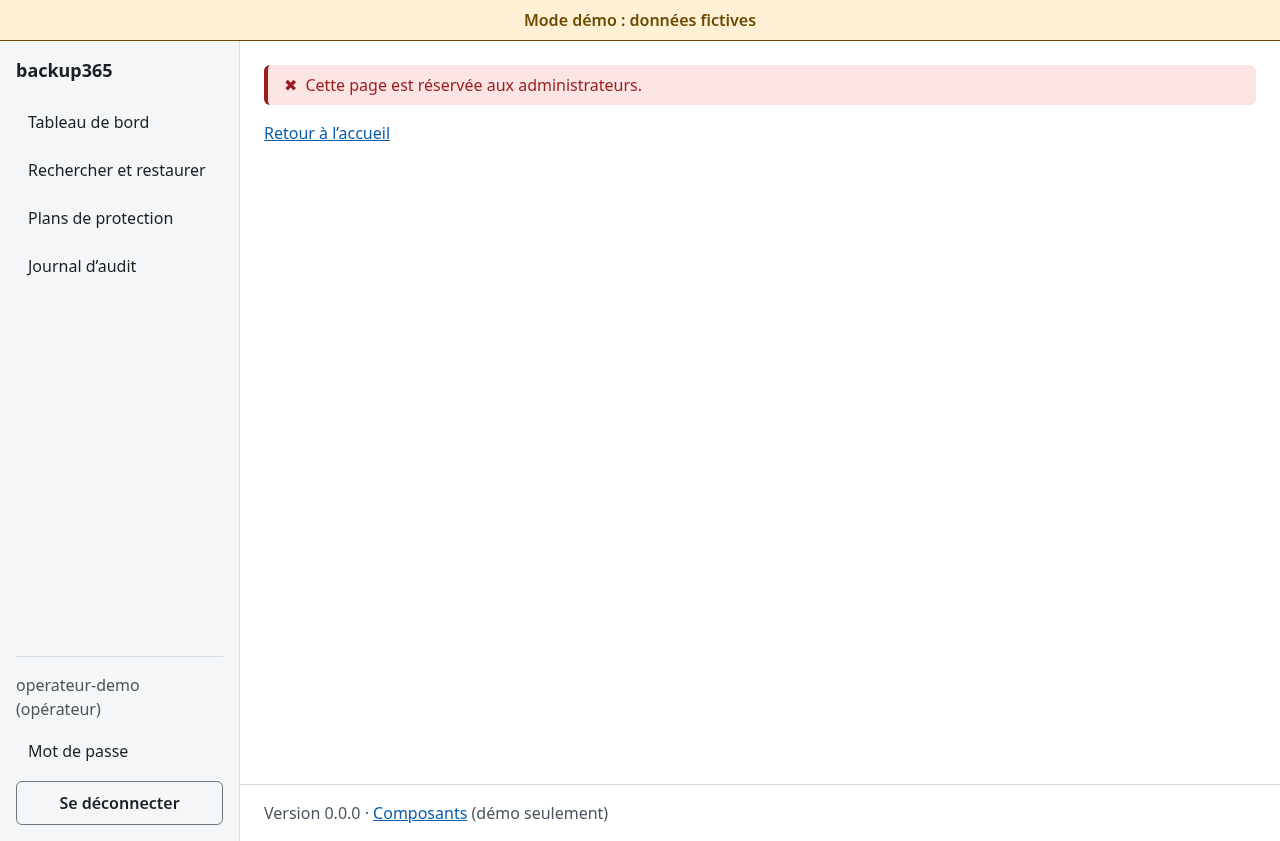 Mode démo : données fictives
backup365
Tableau de bord
Rechercher et restaurer
Plans de protection
Journal d’audit
operateur-demo
(opérateur)
Mot de passe
Se déconnecter
✖ Cette page est réservée aux administrateurs.
Retour à l’accueil
Version 0.0.0 · Composants (démo seulement)